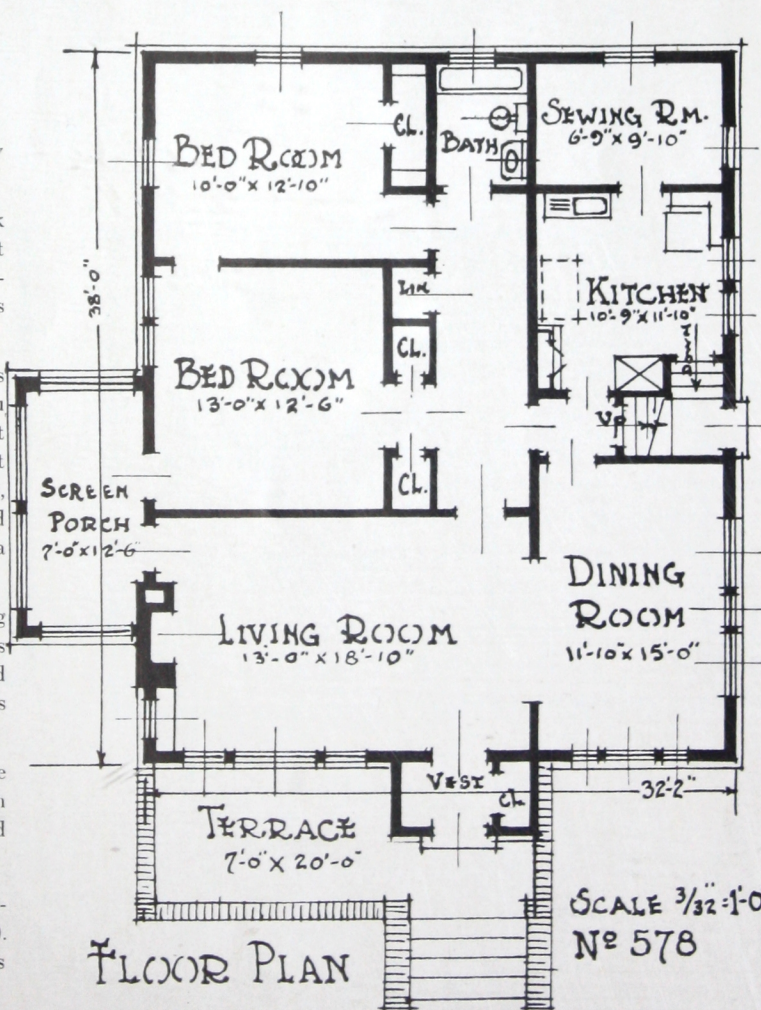 BED ROOM
10'-0" X 12'-10"
CL.
BATH
SEWING RM.
6'-9" X 9'-10"
38'-0"
LIN.
KITCHEN
10'-9" X 11'-10"
DOWN
BED ROOM
13'-0" X 12'-6"
CL.
UP
CL.
SCREEN
PORCH
7'-0" X 12'-6
LIVING ROOM
13'-0" X 18'-10"
DINING
ROOM
11'-10" X 15'-0"
VEST
CL
32'-2"
TERRACE
7'-0" X 20'-0"
SCALE 3/32" = 1'-0
Nº 578
FLOOR PLAN